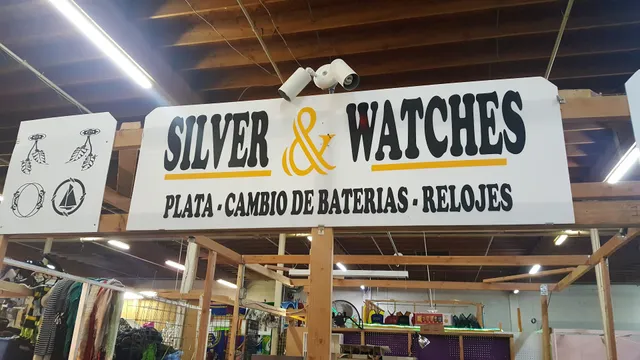 SILVER & WATCHES
PLATA - CAMBIO DE BATERIAS - RELOJES